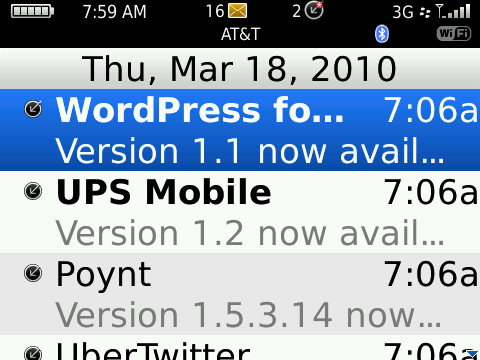 7:59 AM 16 2 3G
AT&T WiFi
Thu, Mar 18, 2010
WordPress fo... 7:06a
Version 1.1 now avail...
UPS Mobile 7:06a
Version 1.2 now avail...
Poynt 7:06a
Version 1.5.3.14 now...
UberTwitter 7:06a